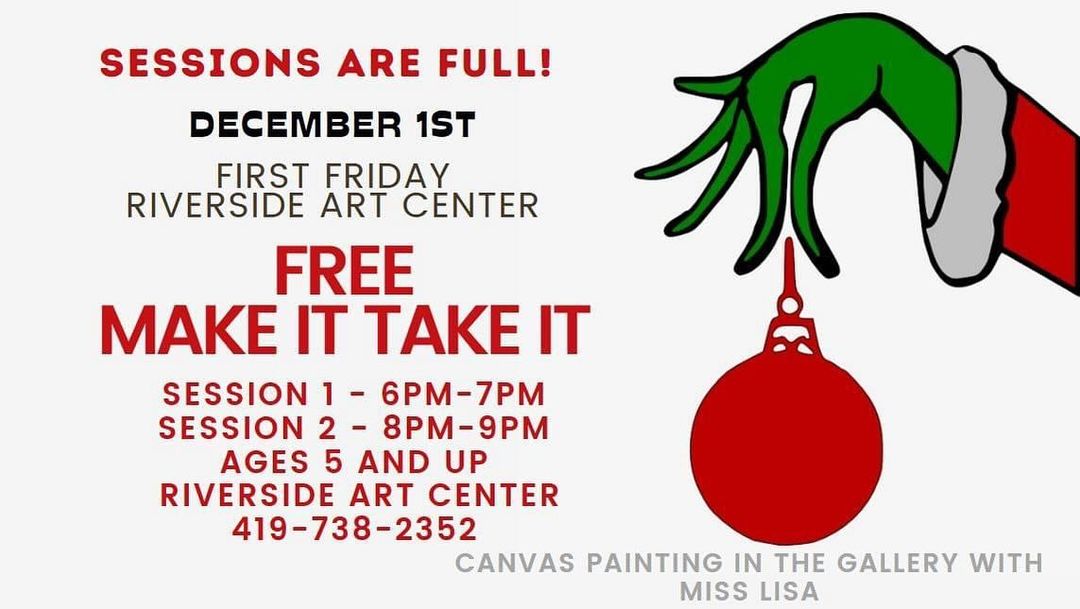 SESSIONS ARE FULL!
DECEMBER 1ST
FIRST FRIDAY
RIVERSIDE ART CENTER
FREE
MAKE IT TAKE IT
SESSION 1 - 6PM-7PM
SESSION 2 - 8PM-9PM
AGES 5 AND UP
RIVERSIDE ART CENTER
419-738-2352
CANVAS PAINTING IN THE GALLERY WITH
MISS LISA